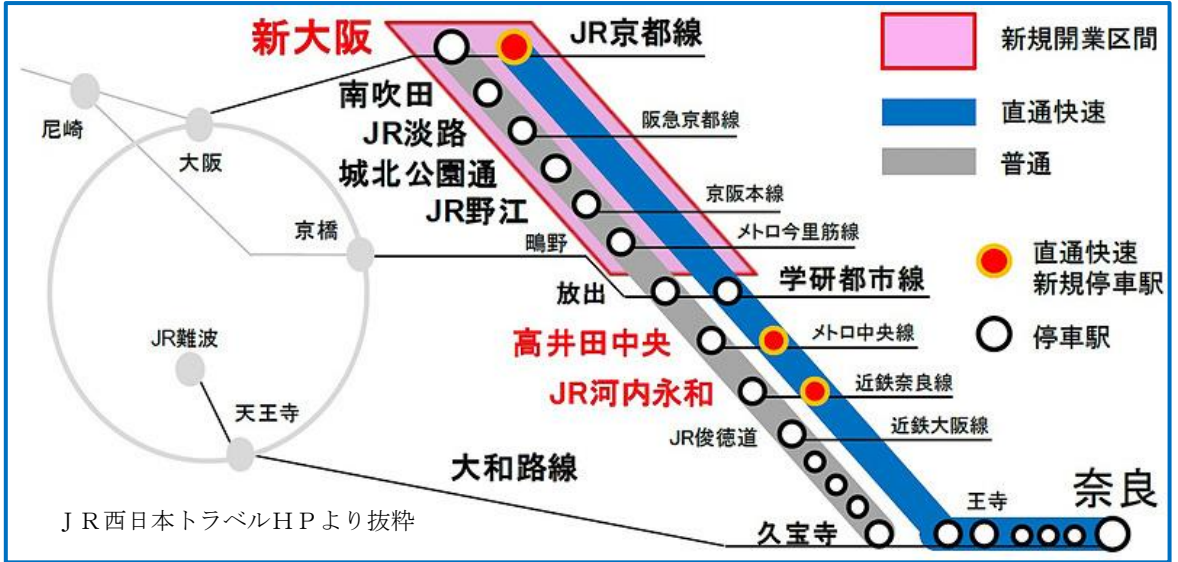 新大阪
JR京都線
新規開業区間
南吹田
尼崎
阪急京都線
直通快速
JR淡路
大阪
普通
城北公園通
京阪本線
JR野江
京橋
鴫野
メトロ今里筋線
直通快速
新規停車駅
放出
学研都市線
JR難波
高井田中央
メトロ中央線
停車駅
JR河内永和
近鉄奈良線
天王寺
JR俊徳道
近鉄大阪線
大和路線
奈良
王寺
JR西日本トラベルHPより抜粋
久宝寺